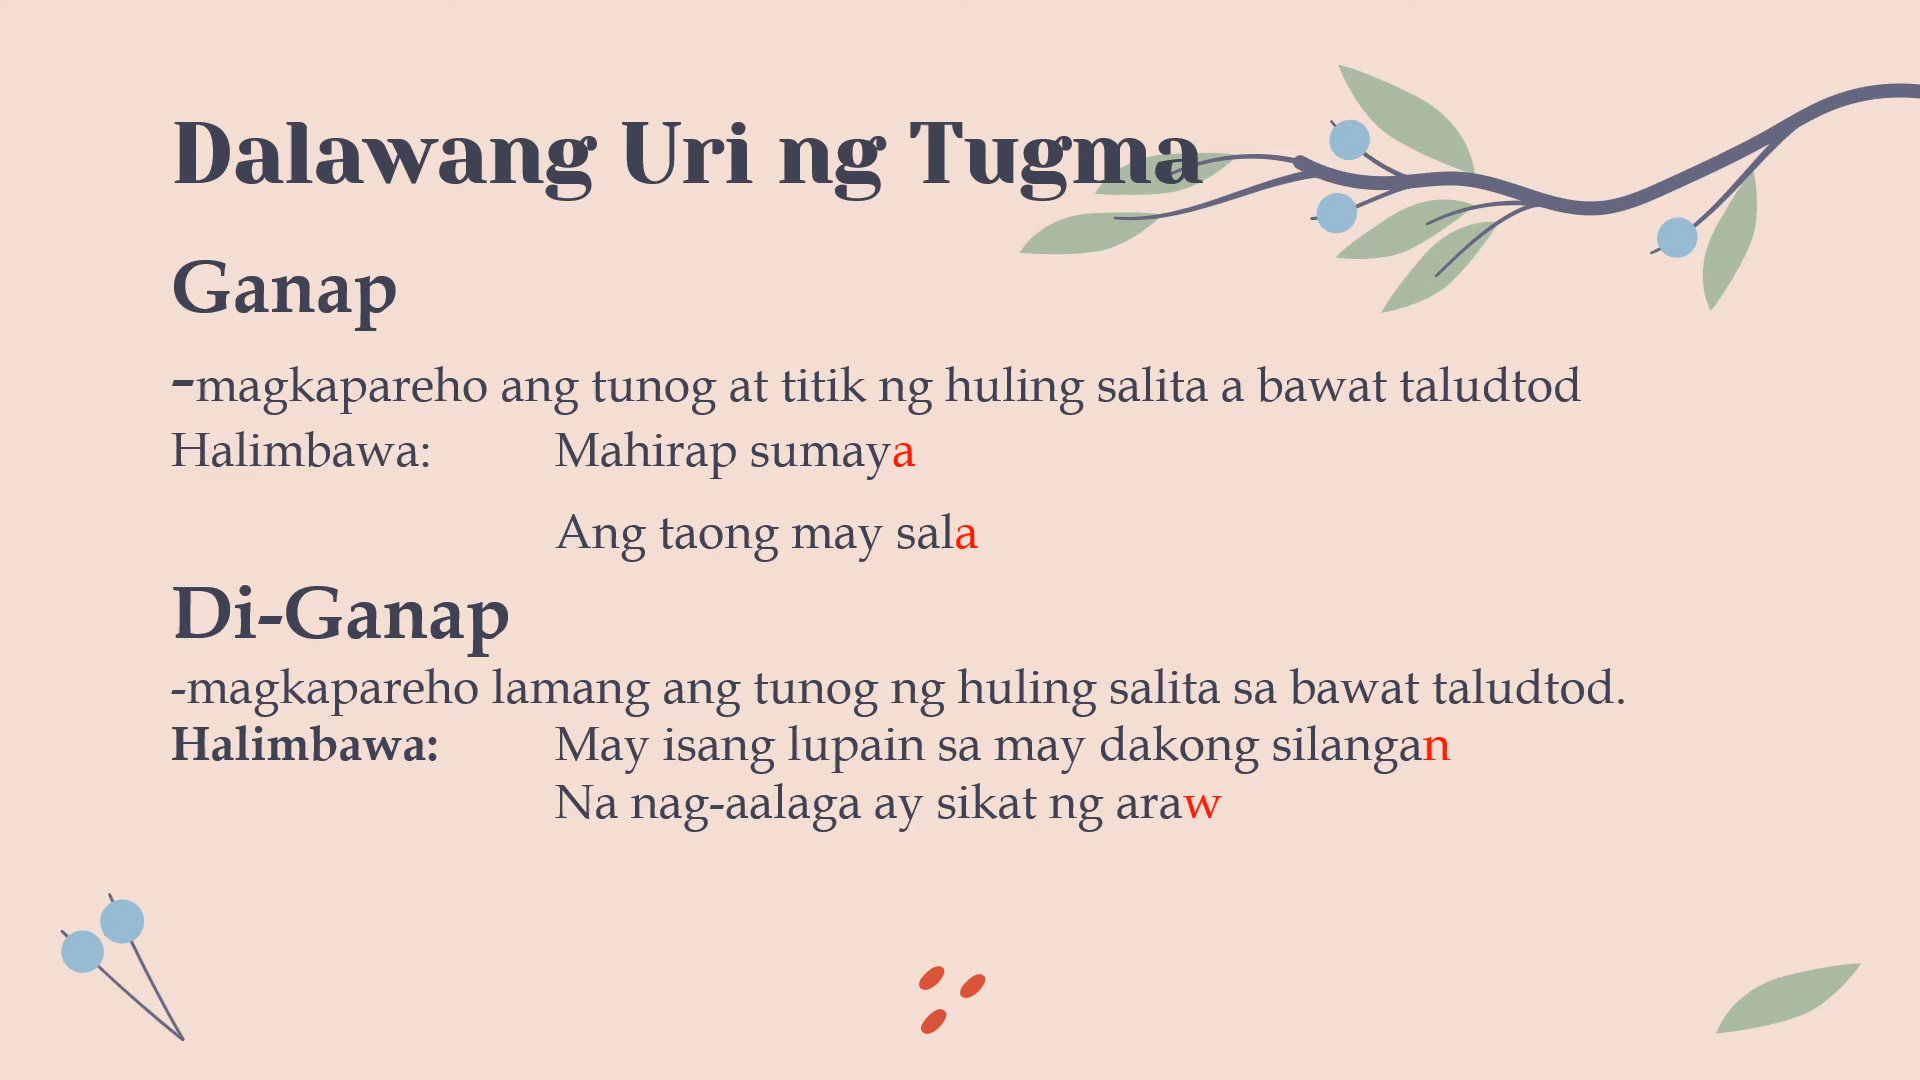 Dalawang Uri ng Tugma
Ganap
-magkapareho ang tunog at titik ng huling salita a bawat taludtod
Halimbawa: Mahirap sumaya
Ang taong may sala
Di-Ganap
-magkapareho lamang ang tunog ng huling salita sa bawat taludtod.
Halimbawa: May isang lupain sa may dakong silangan
Na nag-aalaga ay sikat ng araw